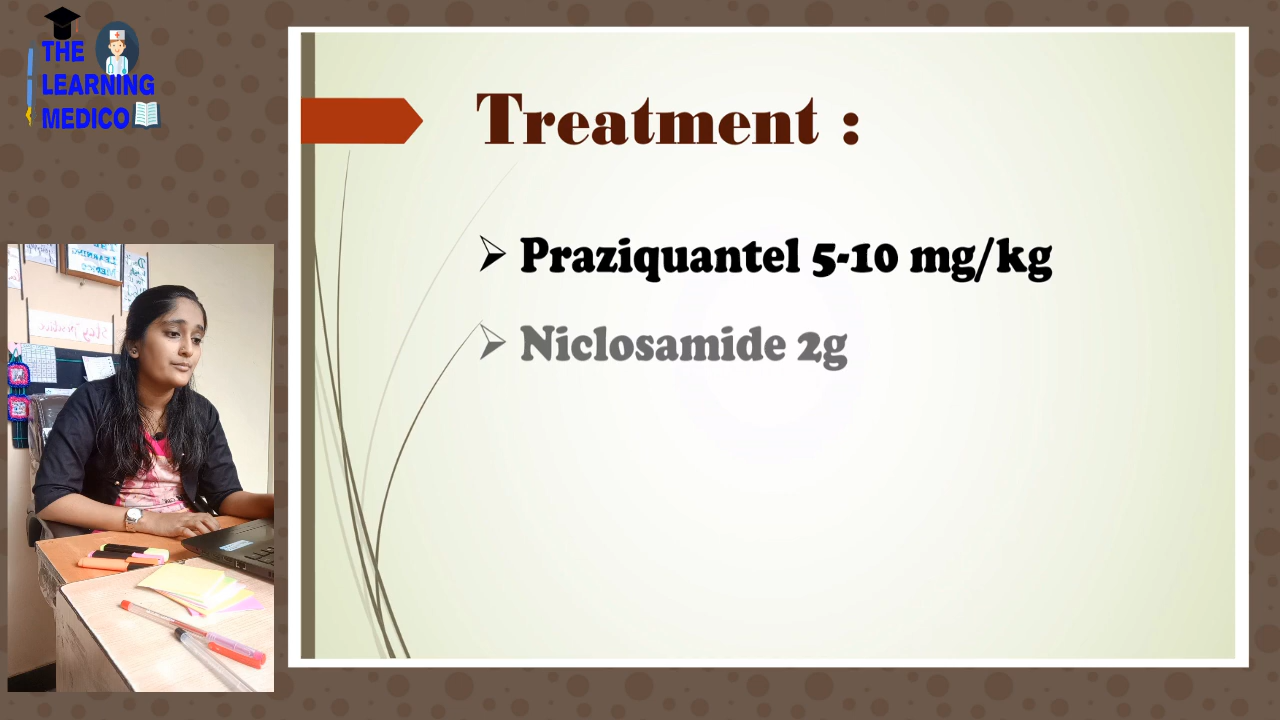 THE
LEARNING
MEDICO
Treatment :
Praziquantel 5-10 mg/kg
Niclosamide 2g